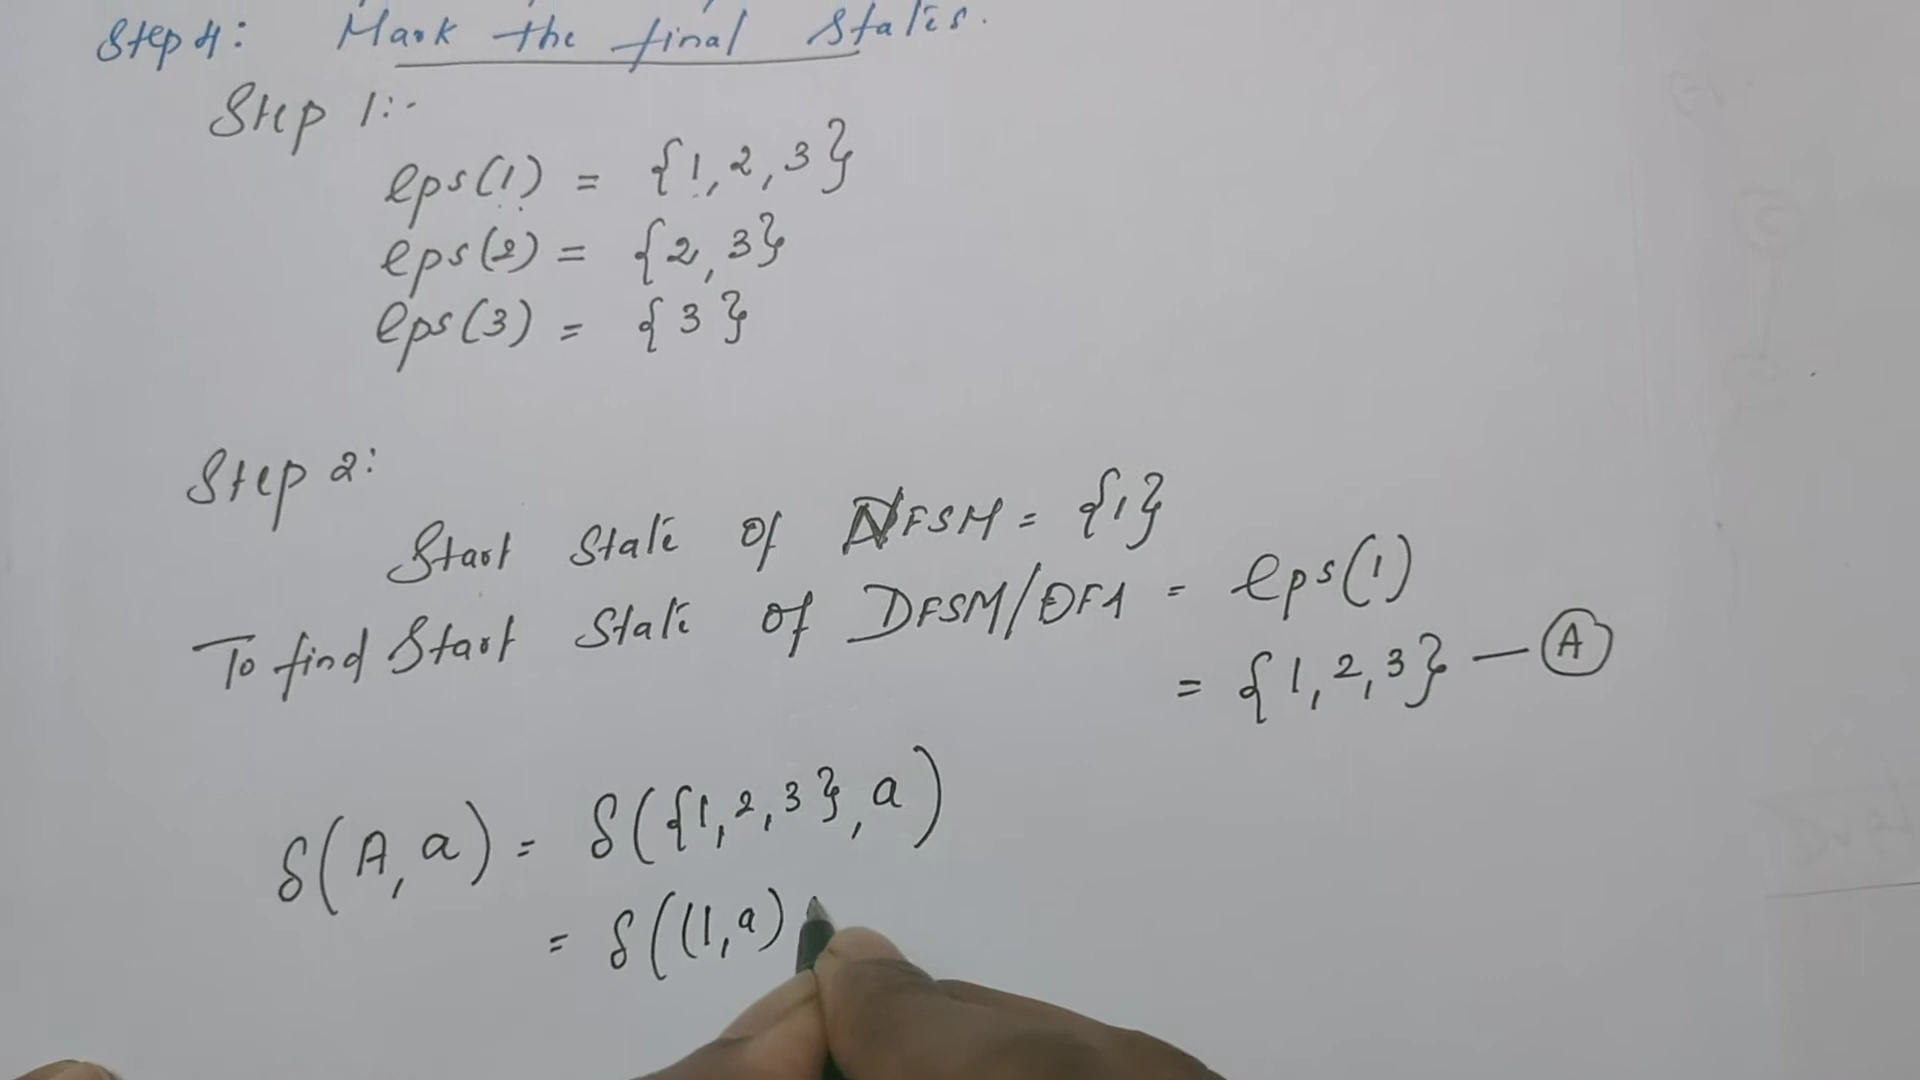 Step 4: Mark the final States.
Step 1:-
eps(1) = {1, 2, 3}
eps(2) = {2, 3}
eps(3) = {3}
Step 2:
Start State of NFSM = {1}
To find Start State of DFSM/DFA = eps(1)
= {1, 2, 3} — A
δ(A, a) = δ({1, 2, 3}, a)
= δ((1, a)